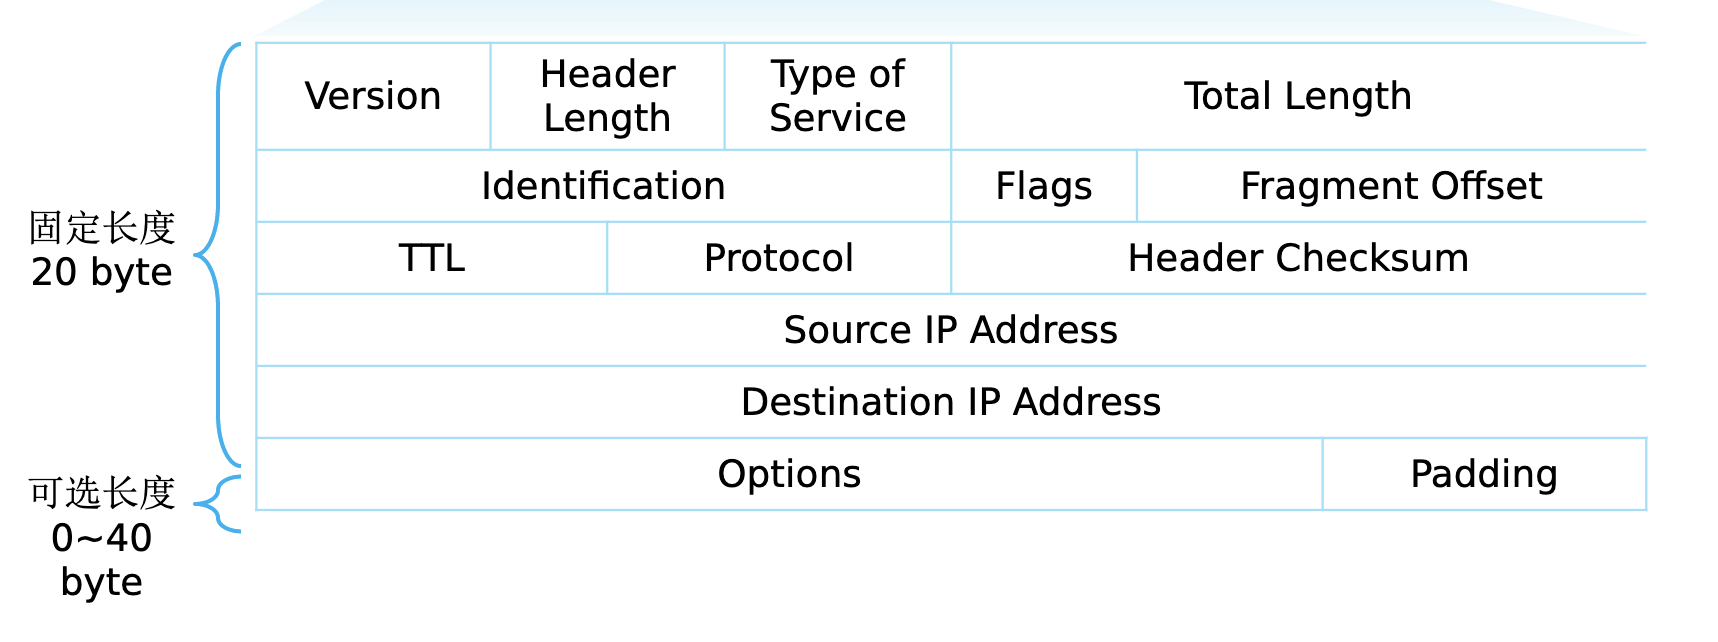 Version
Header
Length
Type of
Service
Total Length
Identification
Flags
Fragment Offset
固定长度
20 byte
TTL
Protocol
Header Checksum
Source IP Address
Destination IP Address
可选长度
0~40
byte
Options
Padding